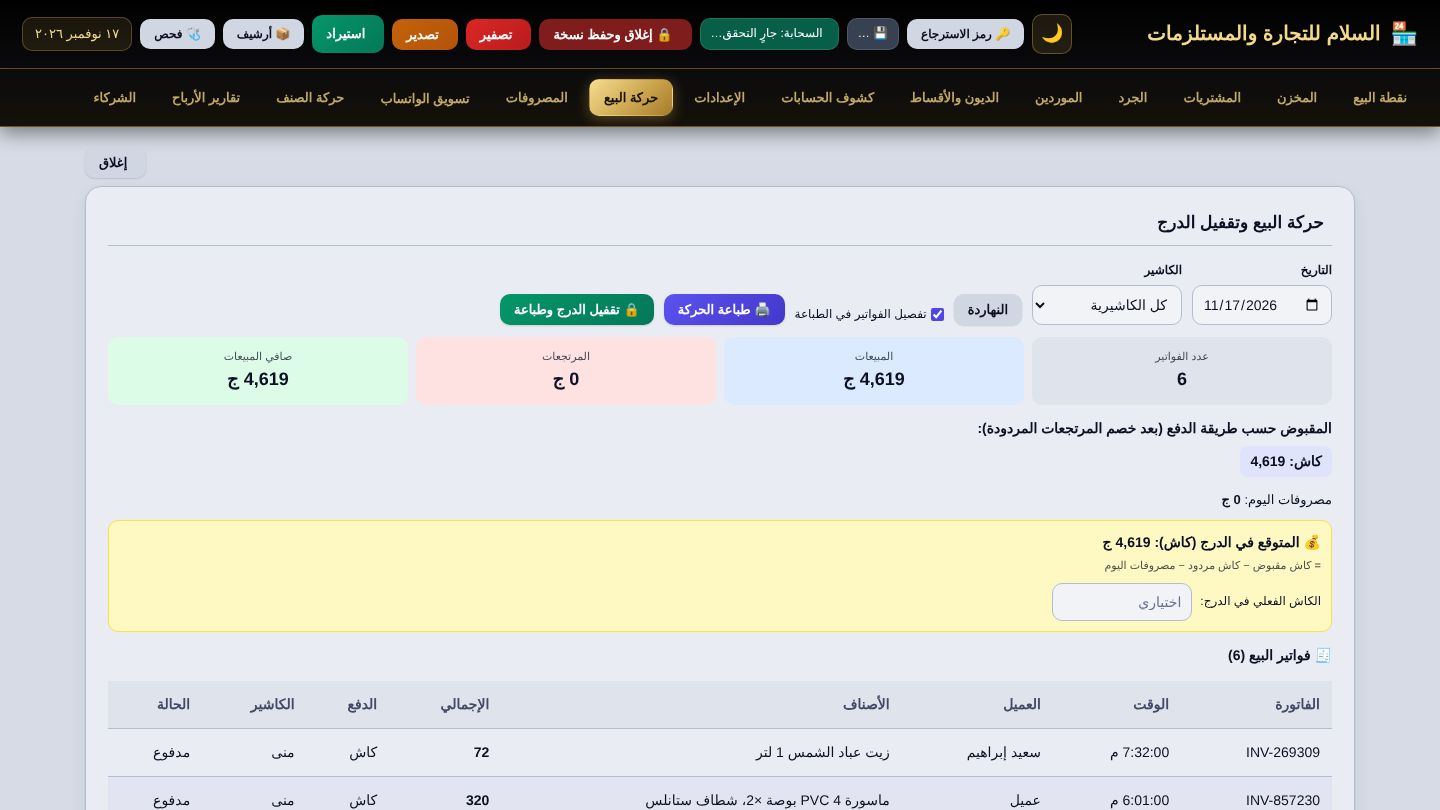 🏪 السلام للتجارة والمستلزمات
🌙
🔑 رمز الاسترجاع
💾 ...
السحابة: جارٍ التحقق...
🔒 إغلاق وحفظ نسخة
تصفير
تصدير
استيراد
📦 أرشيف
🩺 فحص
١٧ نوفمبر ٢٠٢٦
نقطة البيع
المخزن
المشتريات
الجرد
الموردين
الديون والأقساط
كشوف الحسابات
الإعدادات
حركة البيع
المصروفات
تسويق الواتساب
حركة الصنف
تقارير الأرباح
الشركاء
إغلاق
حركة البيع وتقفيل الدرج
التاريخ
الكاشير
11/17/2026
كل الكاشيرية
النهاردة
تفصيل الفواتير في الطباعة
🖨️ طباعة الحركة
🔒 تقفيل الدرج وطباعة
عدد الفواتير
6
المبيعات
4,619 ج
المرتجعات
0 ج
صافي المبيعات
4,619 ج
المقبوض حسب طريقة الدفع (بعد خصم المرتجعات المردودة):
كاش: 4,619
مصروفات اليوم: 0 ج
💰 المتوقع في الدرج (كاش): 4,619 ج
= كاش مقبوض − كاش مردود − مصروفات اليوم
الكاش الفعلي في الدرج:
اختياري
🧾 فواتير البيع (6)
الفاتورة الوقت العميل الأصناف الإجمالي الدفع الكاشير الحالة
INV-269309 7:32:00 م سعيد إبراهيم زيت عباد الشمس 1 لتر 72 كاش منى مدفوع
INV-857230 6:01:00 م عميل ماسورة PVC 4 بوصة ×2، شطاف ستانلس 320 كاش منى مدفوع